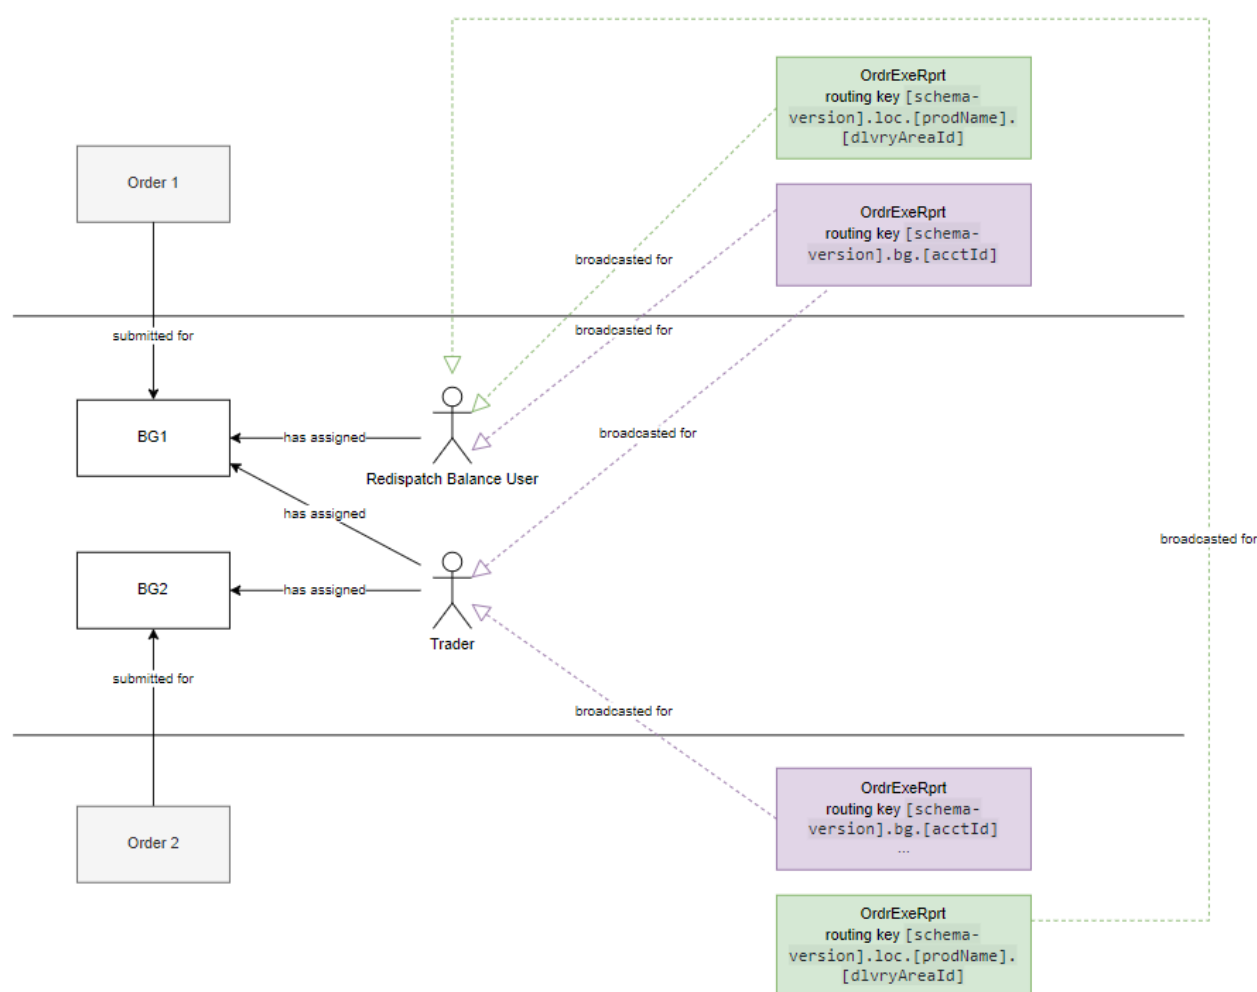 OrdrExeRprt
routing key [schema-
version].loc.[prodName].
[dlvryAreaId]
Order 1
OrdrExeRprt
routing key [schema-
version].bg.[acctId]
broadcasted for
broadcasted for
submitted for
BG1
has assigned
broadcasted for
Redispatch Balance User
has assigned
broadcasted for
BG2
has assigned
Trader
submitted for
broadcasted for
OrdrExeRprt
routing key [schema-
version].bg.[acctId]
...
Order 2
OrdrExeRprt
routing key [schema-
version].loc.[prodName].
[dlvryAreaId]